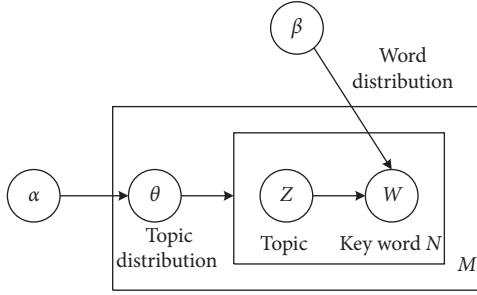 β
Word
distribution
α
θ
Z
W
Topic
distribution
Topic
Key word N
M